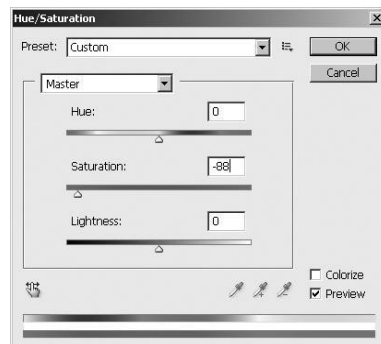 Hue/Saturation
Preset: Custom
OK
Cancel
Master
Hue: 0
Saturation: -88
Lightness: 0
Colorize
Preview